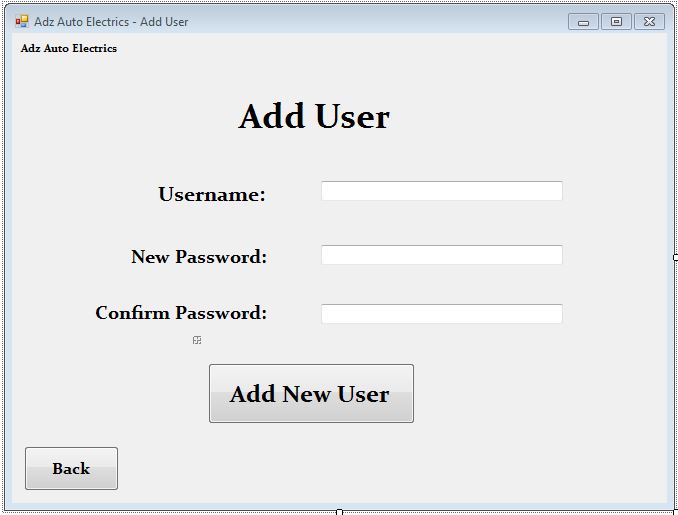 Adz Auto Electrics - Add User
Adz Auto Electrics
Add User
Username:
New Password:
Confirm Password:
Add New User
Back